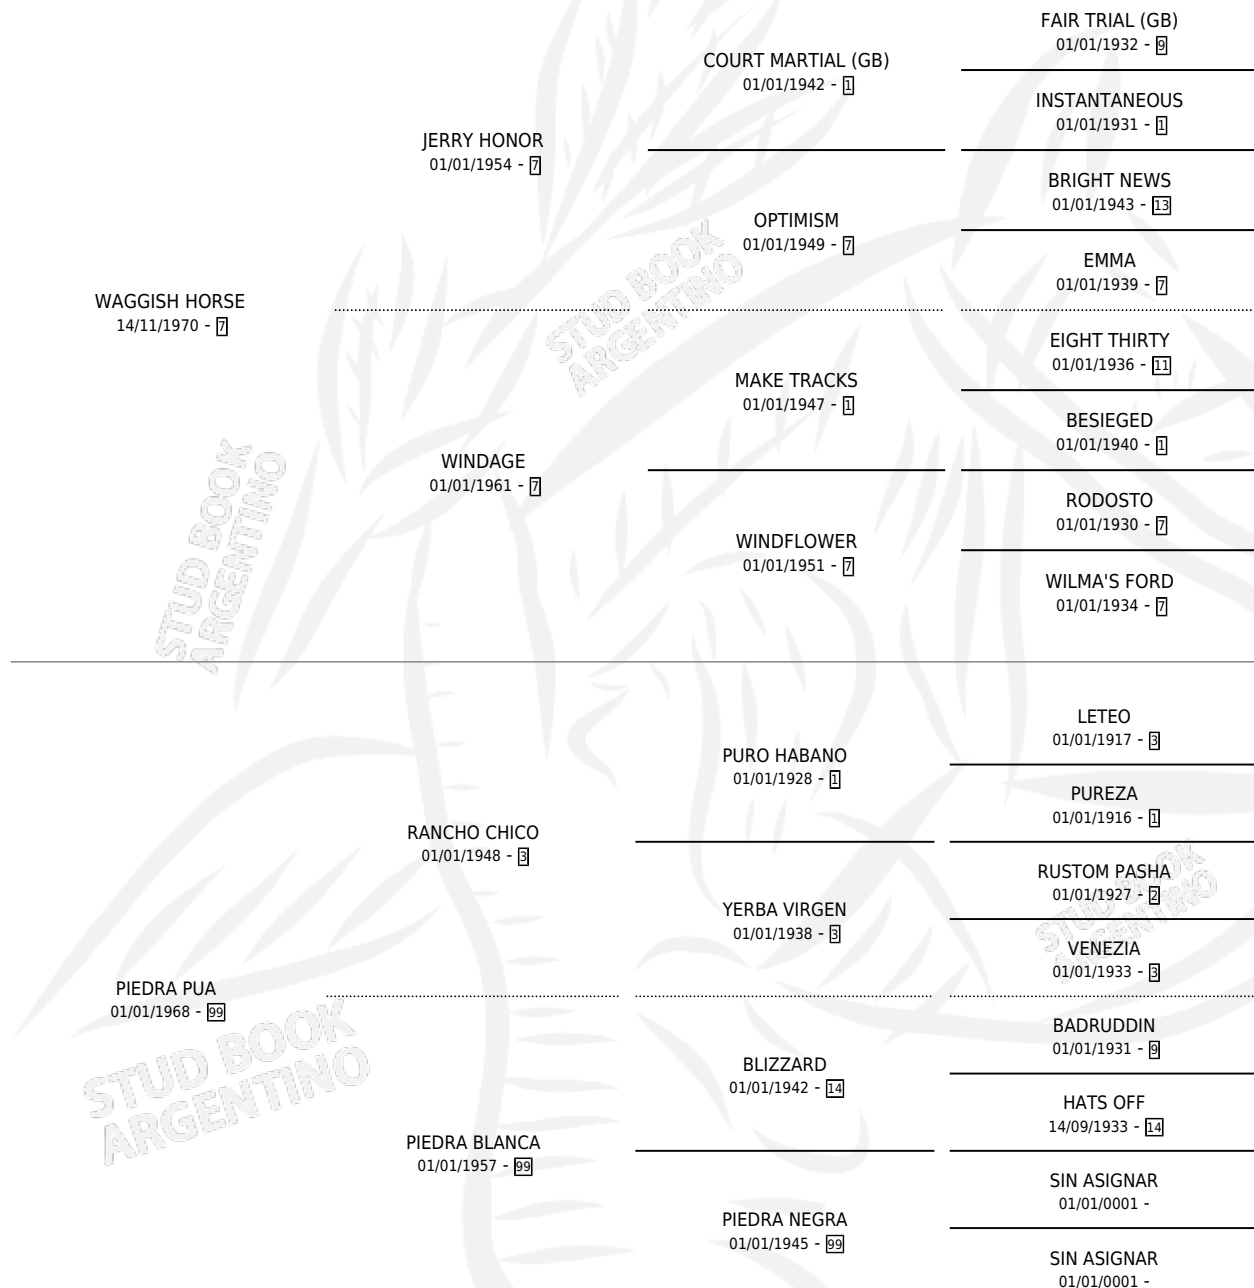 FAIR TRIAL (GB)
01/01/1932 - 9
COURT MARTIAL (GB)
01/01/1942 - 1
INSTANTANEOUS
01/01/1931 - 1
JERRY HONOR
01/01/1954 - 7
BRIGHT NEWS
01/01/1943 - 13
OPTIMISM
01/01/1949 - 7
EMMA
01/01/1939 - 7
WAGGISH HORSE
14/11/1970 - 7
EIGHT THIRTY
01/01/1936 - 11
MAKE TRACKS
01/01/1947 - 1
BESIEGED
01/01/1940 - 1
WINDAGE
01/01/1961 - 7
RODOSTO
01/01/1930 - 7
WINDFLOWER
01/01/1951 - 7
WILMA'S FORD
01/01/1934 - 7
LETEO
01/01/1917 - 3
PURO HABANO
01/01/1928 - 1
PUREZA
01/01/1916 - 1
RANCHO CHICO
01/01/1948 - 3
RUSTOM PASHA
01/01/1927 - 2
YERBA VIRGEN
01/01/1938 - 3
VENEZIA
01/01/1933 - 3
PIEDRA PUA
01/01/1968 - 99
BADRUDDIN
01/01/1931 - 9
BLIZZARD
01/01/1942 - 14
HATS OFF
14/09/1933 - 14
PIEDRA BLANCA
01/01/1957 - 99
SIN ASIGNAR
01/01/0001 -
PIEDRA NEGRA
01/01/1945 - 99
SIN ASIGNAR
01/01/0001 -
STUD BOOK
ARGENTINO
STUD BOOK
ARGENTINO
STUD BOOK
ARGENTINO
STUD BOOK
ARGENTINO